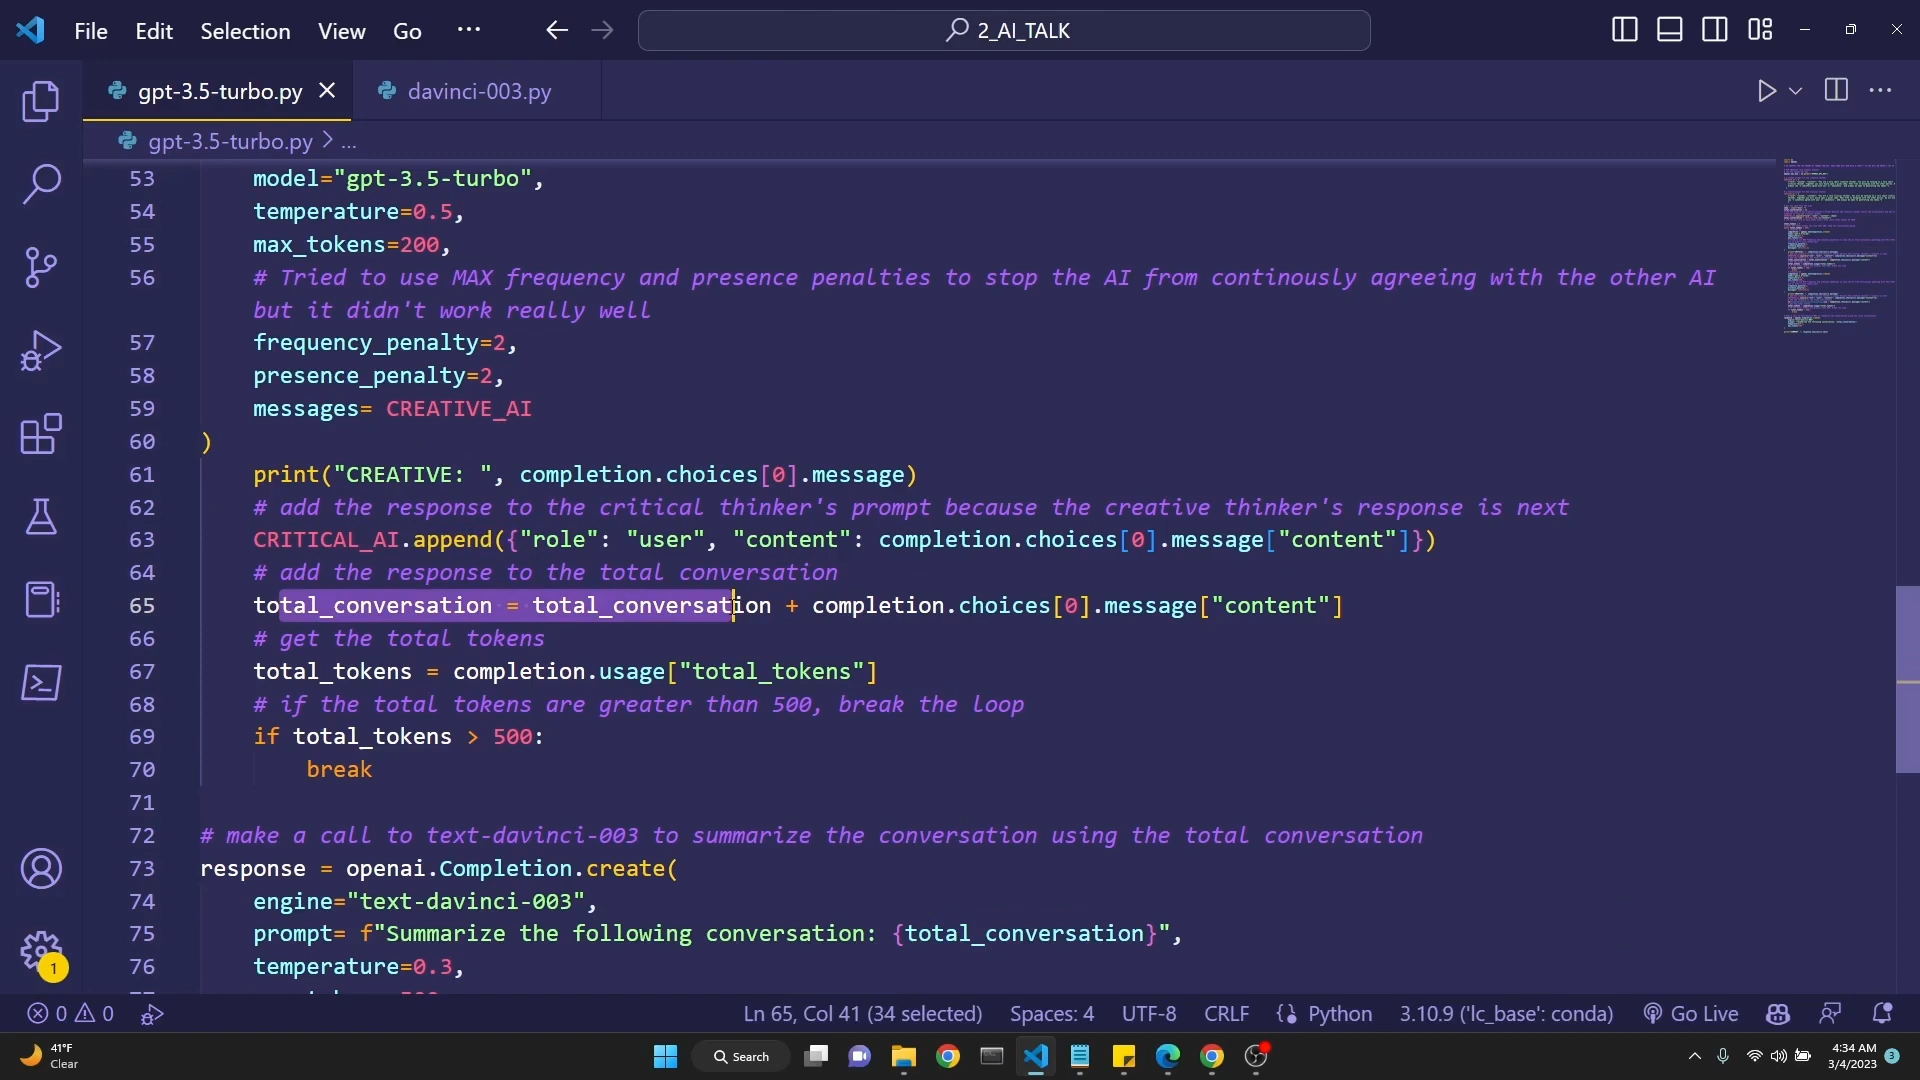 File Edit Selection View Go ··· 2_AI_TALK
gpt-3.5-turbo.py davinci-003.py
gpt-3.5-turbo.py > ...
53 model="gpt-3.5-turbo",
54 temperature=0.5,
55 max_tokens=200,
56 # Tried to use MAX frequency and presence penalties to stop the AI from continously agreeing with the other AI
but it didn't work really well
57 frequency_penalty=2,
58 presence_penalty=2,
59 messages= CREATIVE_AI
60 )
61 print("CREATIVE: ", completion.choices[0].message)
62 # add the response to the critical thinker's prompt because the creative thinker's response is next
63 CRITICAL_AI.append({"role": "user", "content": completion.choices[0].message["content"]})
64 # add the response to the total conversation
65 total_conversation = total_conversation + completion.choices[0].message["content"]
66 # get the total tokens
67 total_tokens = completion.usage["total_tokens"]
68 # if the total tokens are greater than 500, break the loop
69 if total_tokens > 500:
70 break
71
72 # make a call to text-davinci-003 to summarize the conversation using the total conversation
73 response = openai.Completion.create(
74 engine="text-davinci-003",
75 prompt= f"Summarize the following conversation: {total_conversation}",
76 temperature=0.3,
1
0 0 Ln 65, Col 41 (34 selected) Spaces: 4 UTF-8 CRLF Python 3.10.9 ('lc_base': conda) Go Live
41°F
Clear
Search
4:34 AM
3/4/2023
3